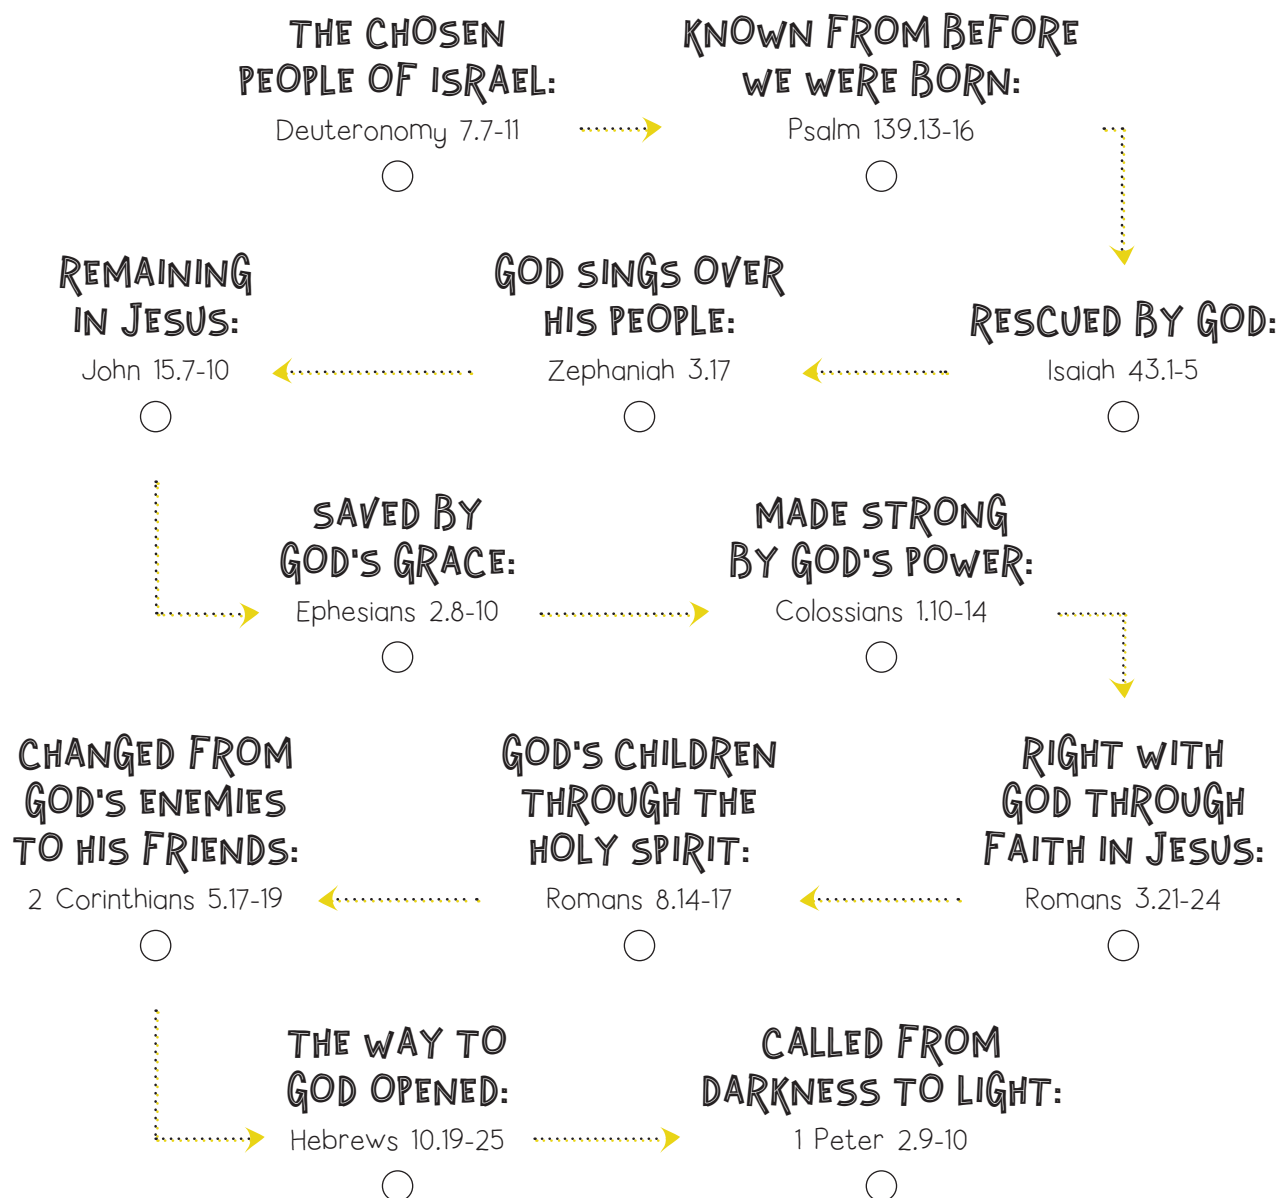 THE CHOSEN
PEOPLE OF ISRAEL:
Deuteronomy 7.7-11
KNOWN FROM BEFORE
WE WERE BORN:
Psalm 139.13-16
RESCUED BY GOD:
Isaiah 43.1-5
GOD SINGS OVER
HIS PEOPLE:
Zephaniah 3.17
REMAINING
IN JESUS:
John 15.7-10
SAVED BY
GOD'S GRACE:
Ephesians 2.8-10
MADE STRONG
BY GOD'S POWER:
Colossians 1.10-14
RIGHT WITH
GOD THROUGH
FAITH IN JESUS:
Romans 3.21-24
GOD'S CHILDREN
THROUGH THE
HOLY SPIRIT:
Romans 8.14-17
CHANGED FROM
GOD'S ENEMIES
TO HIS FRIENDS:
2 Corinthians 5.17-19
THE WAY TO
GOD OPENED:
Hebrews 10.19-25
CALLED FROM
DARKNESS TO LIGHT:
1 Peter 2.9-10